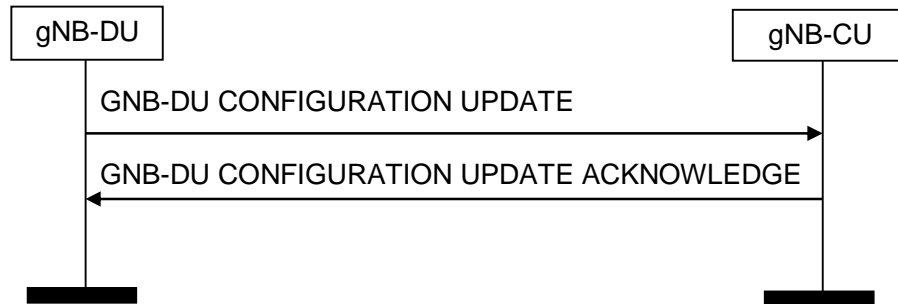 gNB-DU
gNB-CU
GNB-DU CONFIGURATION UPDATE
GNB-DU CONFIGURATION UPDATE ACKNOWLEDGE